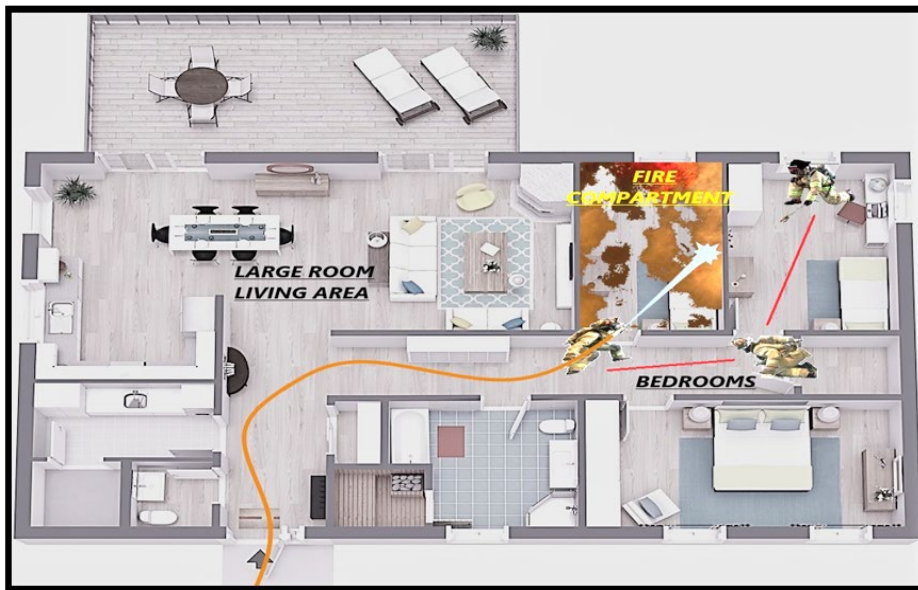 FIRE
COMPARTMENT
LARGE ROOM
LIVING AREA
BEDROOMS